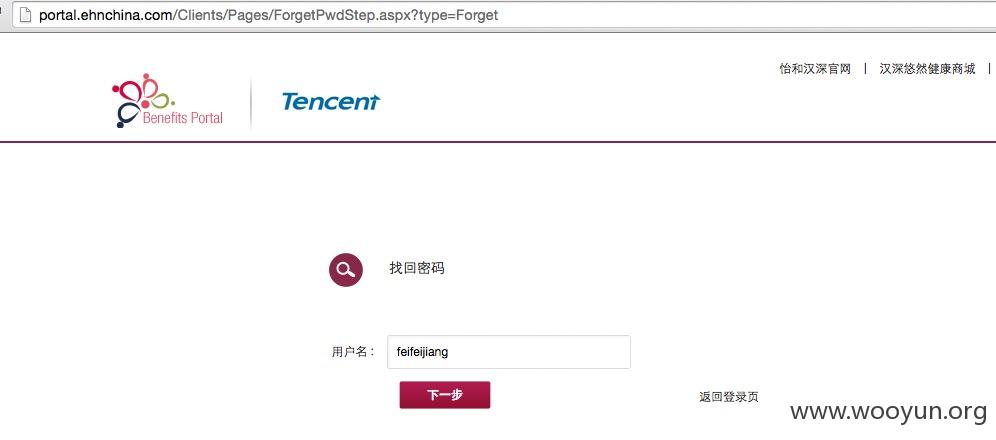 portal.ehnchina.com/Clients/Pages/ForgetPwdStep.aspx?type=Forget
怡和汉深官网 | 汉深悠然健康商城 |
Benefits Portal
Tencent
找回密码
用户名：
feifeijiang
下一步
返回登录页
www.wooyun.org